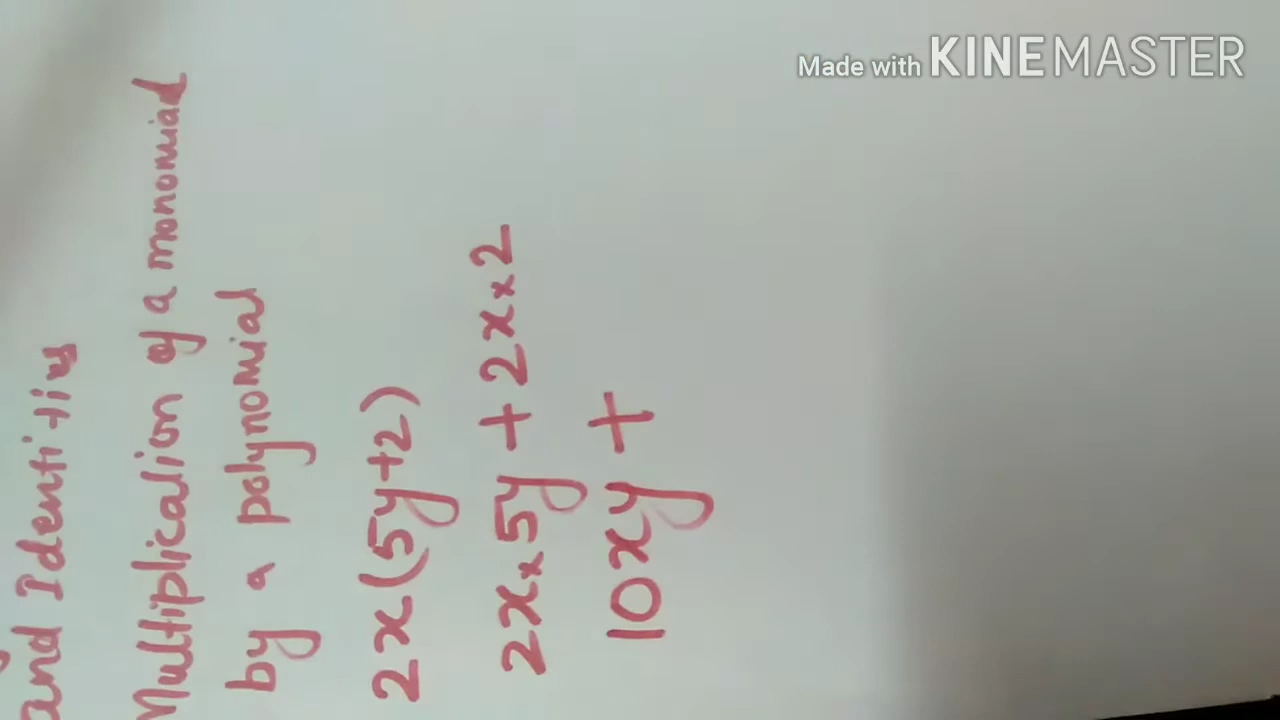 Made with KINEMASTER
and Identities
Multiplication of a monomial
by a polynomial
2x(5y+2)
2x×5y+2x×2
10xy+